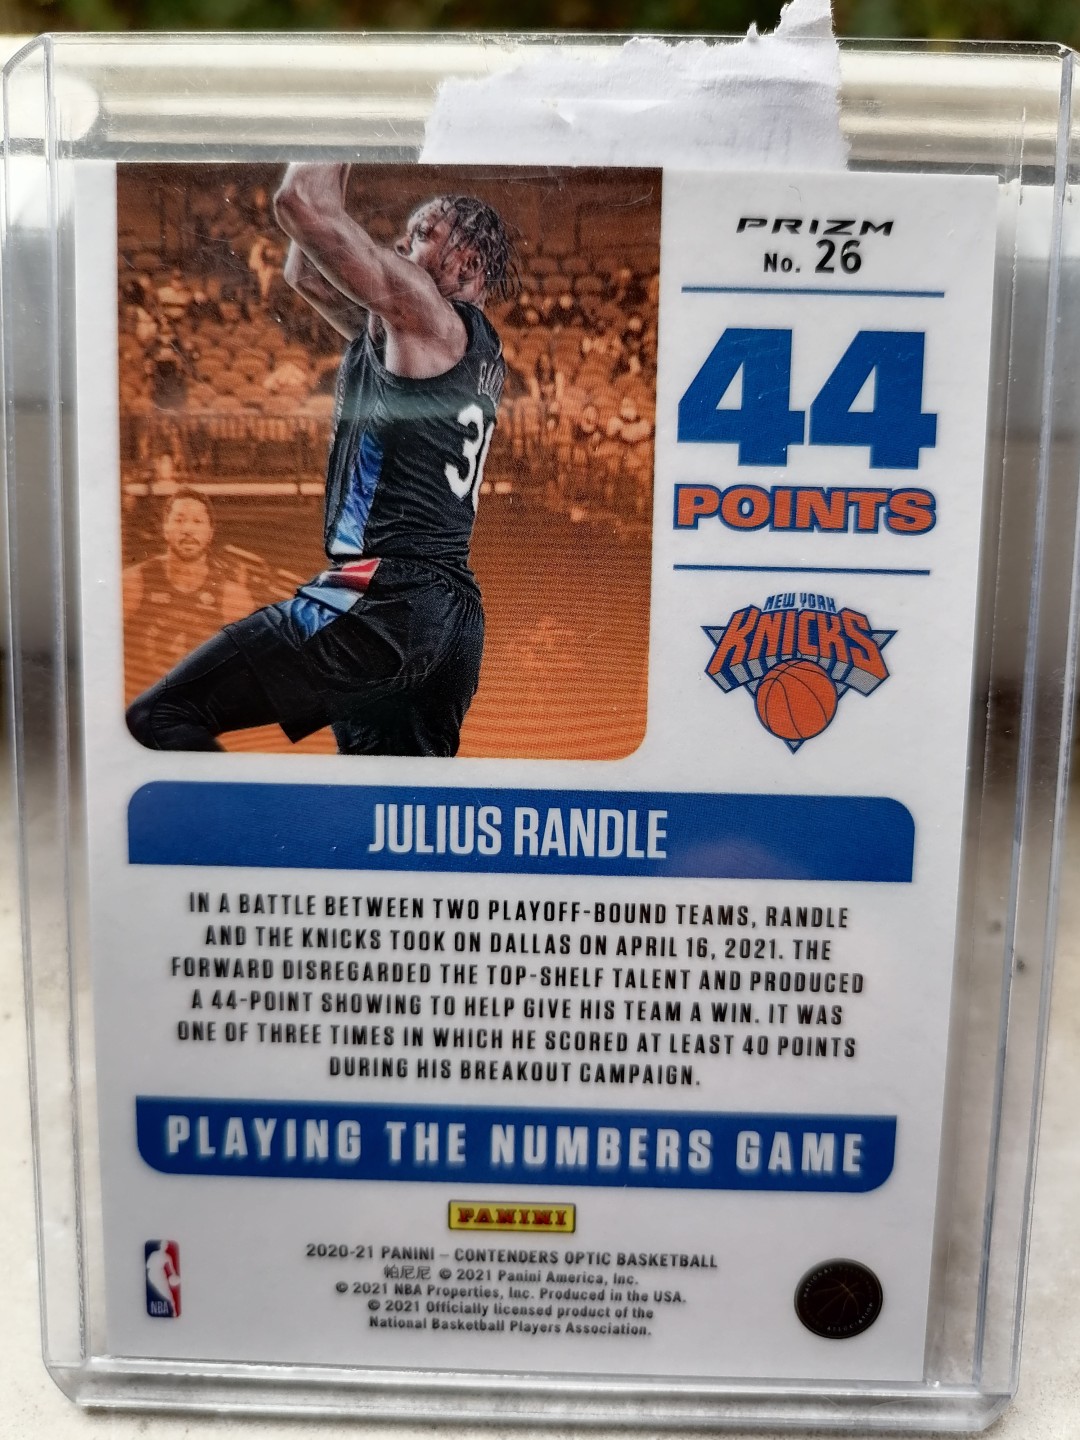 PRIZM
No. 26
44
POINTS
NEW YORK
KNICKS
JULIUS RANDLE
IN A BATTLE BETWEEN TWO PLAYOFF-BOUND TEAMS, RANDLE
AND THE KNICKS TOOK ON DALLAS ON APRIL 16, 2021. THE
FORWARD DISREGARDED THE TOP-SHELF TALENT AND PRODUCED
A 44-POINT SHOWING TO HELP GIVE HIS TEAM A WIN. IT WAS
ONE OF THREE TIMES IN WHICH HE SCORED AT LEAST 40 POINTS
DURING HIS BREAKOUT CAMPAIGN.
PLAYING THE NUMBERS GAME
PANINI
2020-21 PANINI – CONTENDERS OPTIC BASKETBALL
帕尼尼 © 2021 Panini America, Inc.
© 2021 NBA Properties, Inc. Produced in the USA.
© 2021 Officially licensed product of the
National Basketball Players Association.
NBA